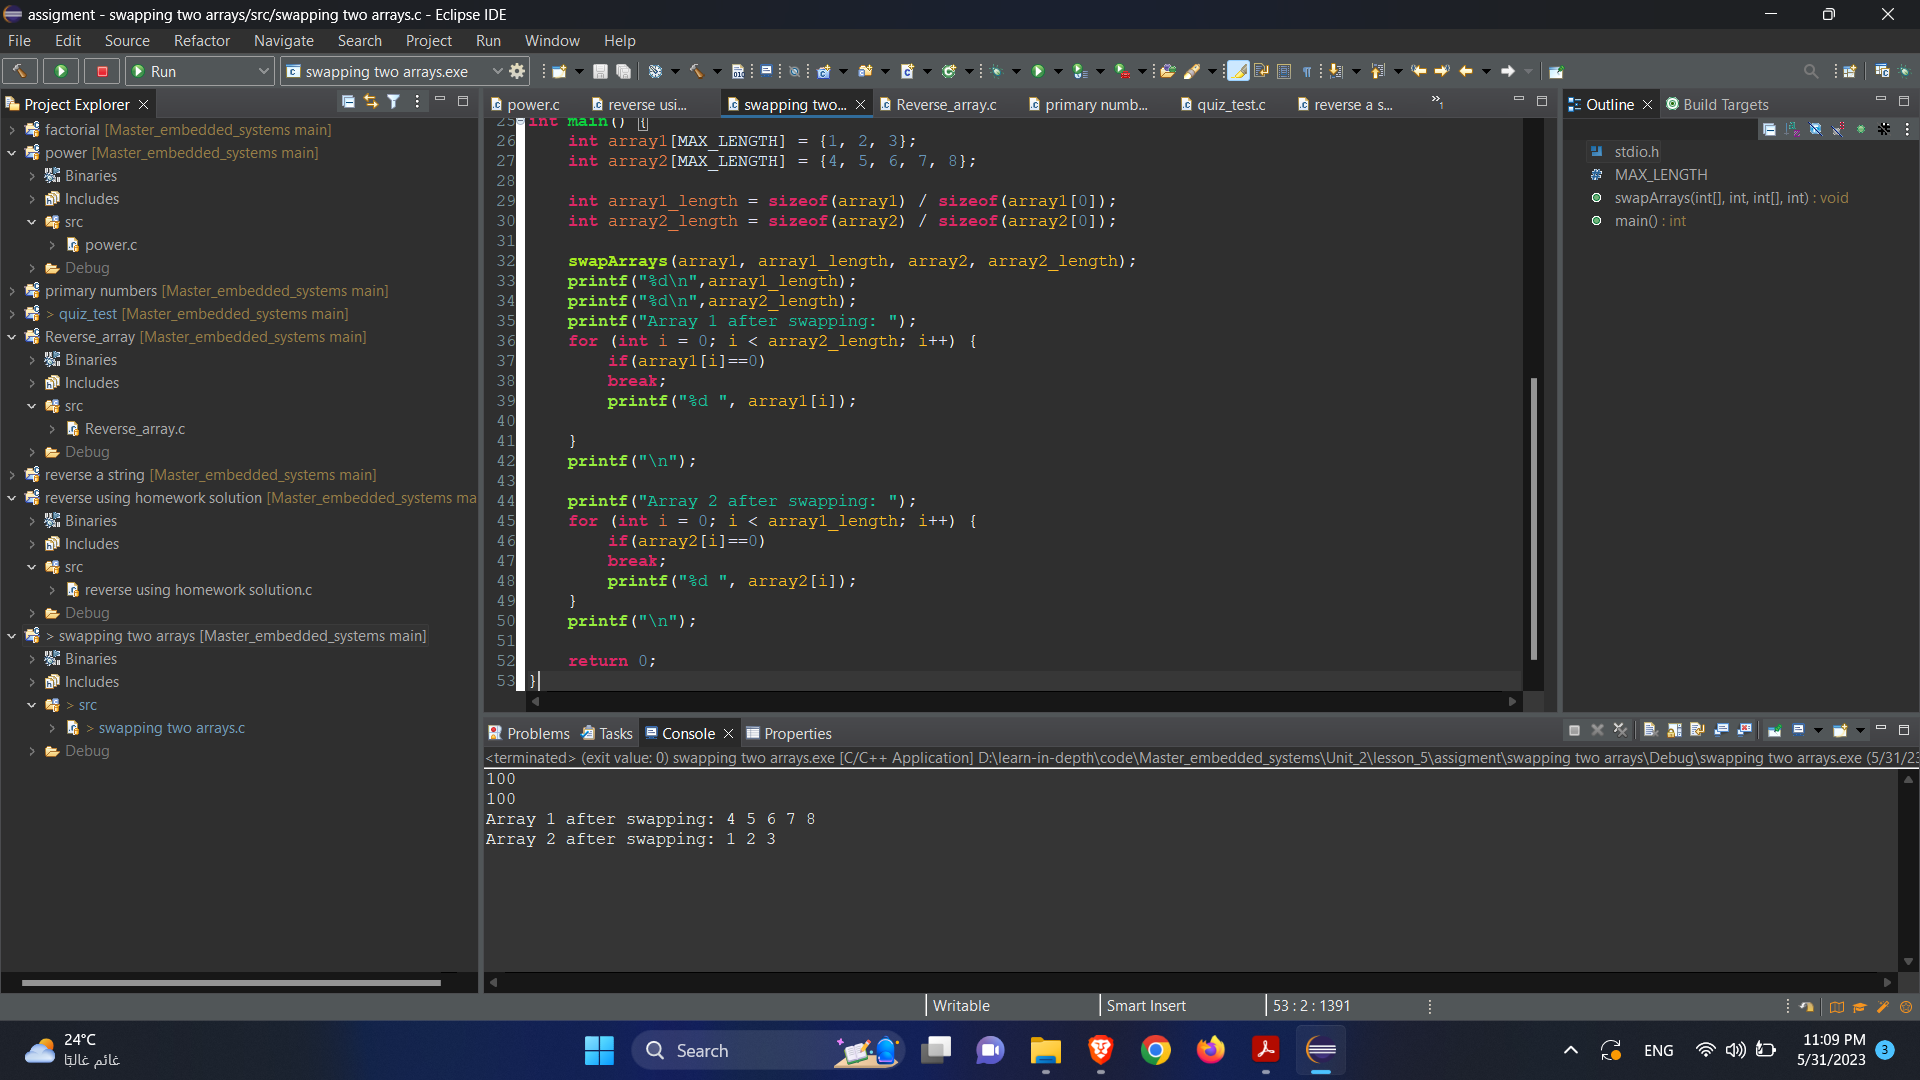 assigment - swapping two arrays/src/swapping two arrays.c - Eclipse IDE
File Edit Source Refactor Navigate Search Project Run Window Help
Run
swapping two arrays.exe
Project Explorer
factorial [Master_embedded_systems main]
power [Master_embedded_systems main]
Binaries
Includes
src
power.c
Debug
primary numbers [Master_embedded_systems main]
> quiz_test [Master_embedded_systems main]
Reverse_array [Master_embedded_systems main]
Binaries
Includes
src
Reverse_array.c
Debug
reverse a string [Master_embedded_systems main]
reverse using homework solution [Master_embedded_systems ma
Binaries
Includes
src
reverse using homework solution.c
Debug
> swapping two arrays [Master_embedded_systems main]
Binaries
Includes
> src
> swapping two arrays.c
Debug
power.c reverse usi... swapping two... Reverse_array.c primary numb... quiz_test.c reverse a s... »1
25 int main() {
26 int array1[MAX_LENGTH] = {1, 2, 3};
27 int array2[MAX_LENGTH] = {4, 5, 6, 7, 8};
28
29 int array1_length = sizeof(array1) / sizeof(array1[0]);
30 int array2_length = sizeof(array2) / sizeof(array2[0]);
31
32 swapArrays(array1, array1_length, array2, array2_length);
33 printf("%d\n",array1_length);
34 printf("%d\n",array2_length);
35 printf("Array 1 after swapping: ");
36 for (int i = 0; i < array2_length; i++) {
37 if(array1[i]==0)
38 break;
39 printf("%d ", array1[i]);
40
41 }
42 printf("\n");
43
44 printf("Array 2 after swapping: ");
45 for (int i = 0; i < array1_length; i++) {
46 if(array2[i]==0)
47 break;
48 printf("%d ", array2[i]);
49 }
50 printf("\n");
51
52 return 0;
53 }
Outline Build Targets
stdio.h
MAX_LENGTH
swapArrays(int[], int, int[], int) : void
main() : int
Problems Tasks Console Properties
<terminated> (exit value: 0) swapping two arrays.exe [C/C++ Application] D:\learn-in-depth\code\Master_embedded_systems\Unit_2\lesson_5\assigment\swapping two arrays\Debug\swapping two arrays.exe (5/31/23
100
100
Array 1 after swapping: 4 5 6 7 8
Array 2 after swapping: 1 2 3
Writable Smart Insert 53 : 2 : 1391
24°C
غائم غالبًا
Search
ENG
11:09 PM
5/31/2023
3